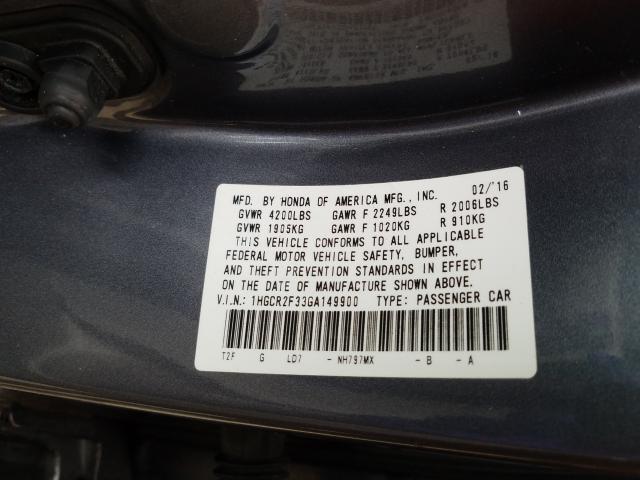 MFD. BY HONDA OF AMERICA MFG., INC. 02/'16
GVWR 4200LBS GAWR F 2249LBS R 2006LBS
GVWR 1905KG GAWR F 1020KG R 910KG
THIS VEHICLE CONFORMS TO ALL APPLICABLE
FEDERAL MOTOR VEHICLE SAFETY, BUMPER,
AND THEFT PREVENTION STANDARDS IN EFFECT
ON THE DATE OF MANUFACTURE SHOWN ABOVE.
V.I.N.: 1HGCR2F33GA149900 TYPE: PASSENGER CAR
T2F G LD7 - NH797MX - B - A